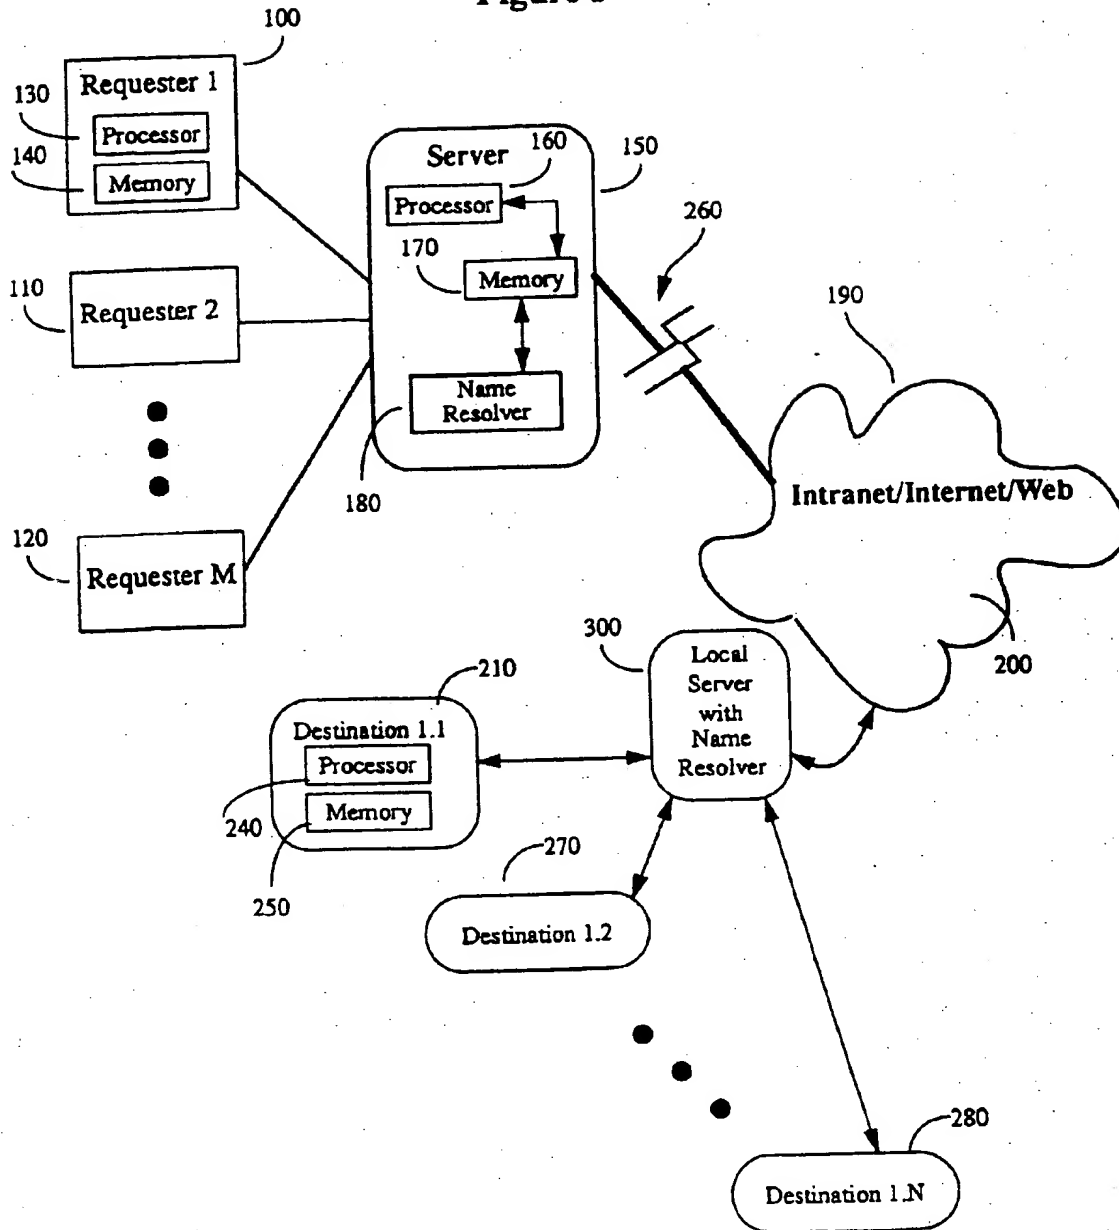 100
Requester 1
130
Processor
140
Memory
Server
160
150
Processor
260
170
Memory
110
Requester 2
190
Name
Resolver
180
Intranet/Internet/Web
120
Requester M
300
Local
Server
with
Name
Resolver
200
210
Destination 1.1
Processor
240
Memory
250
270
Destination 1.2
280
Destination 1.N